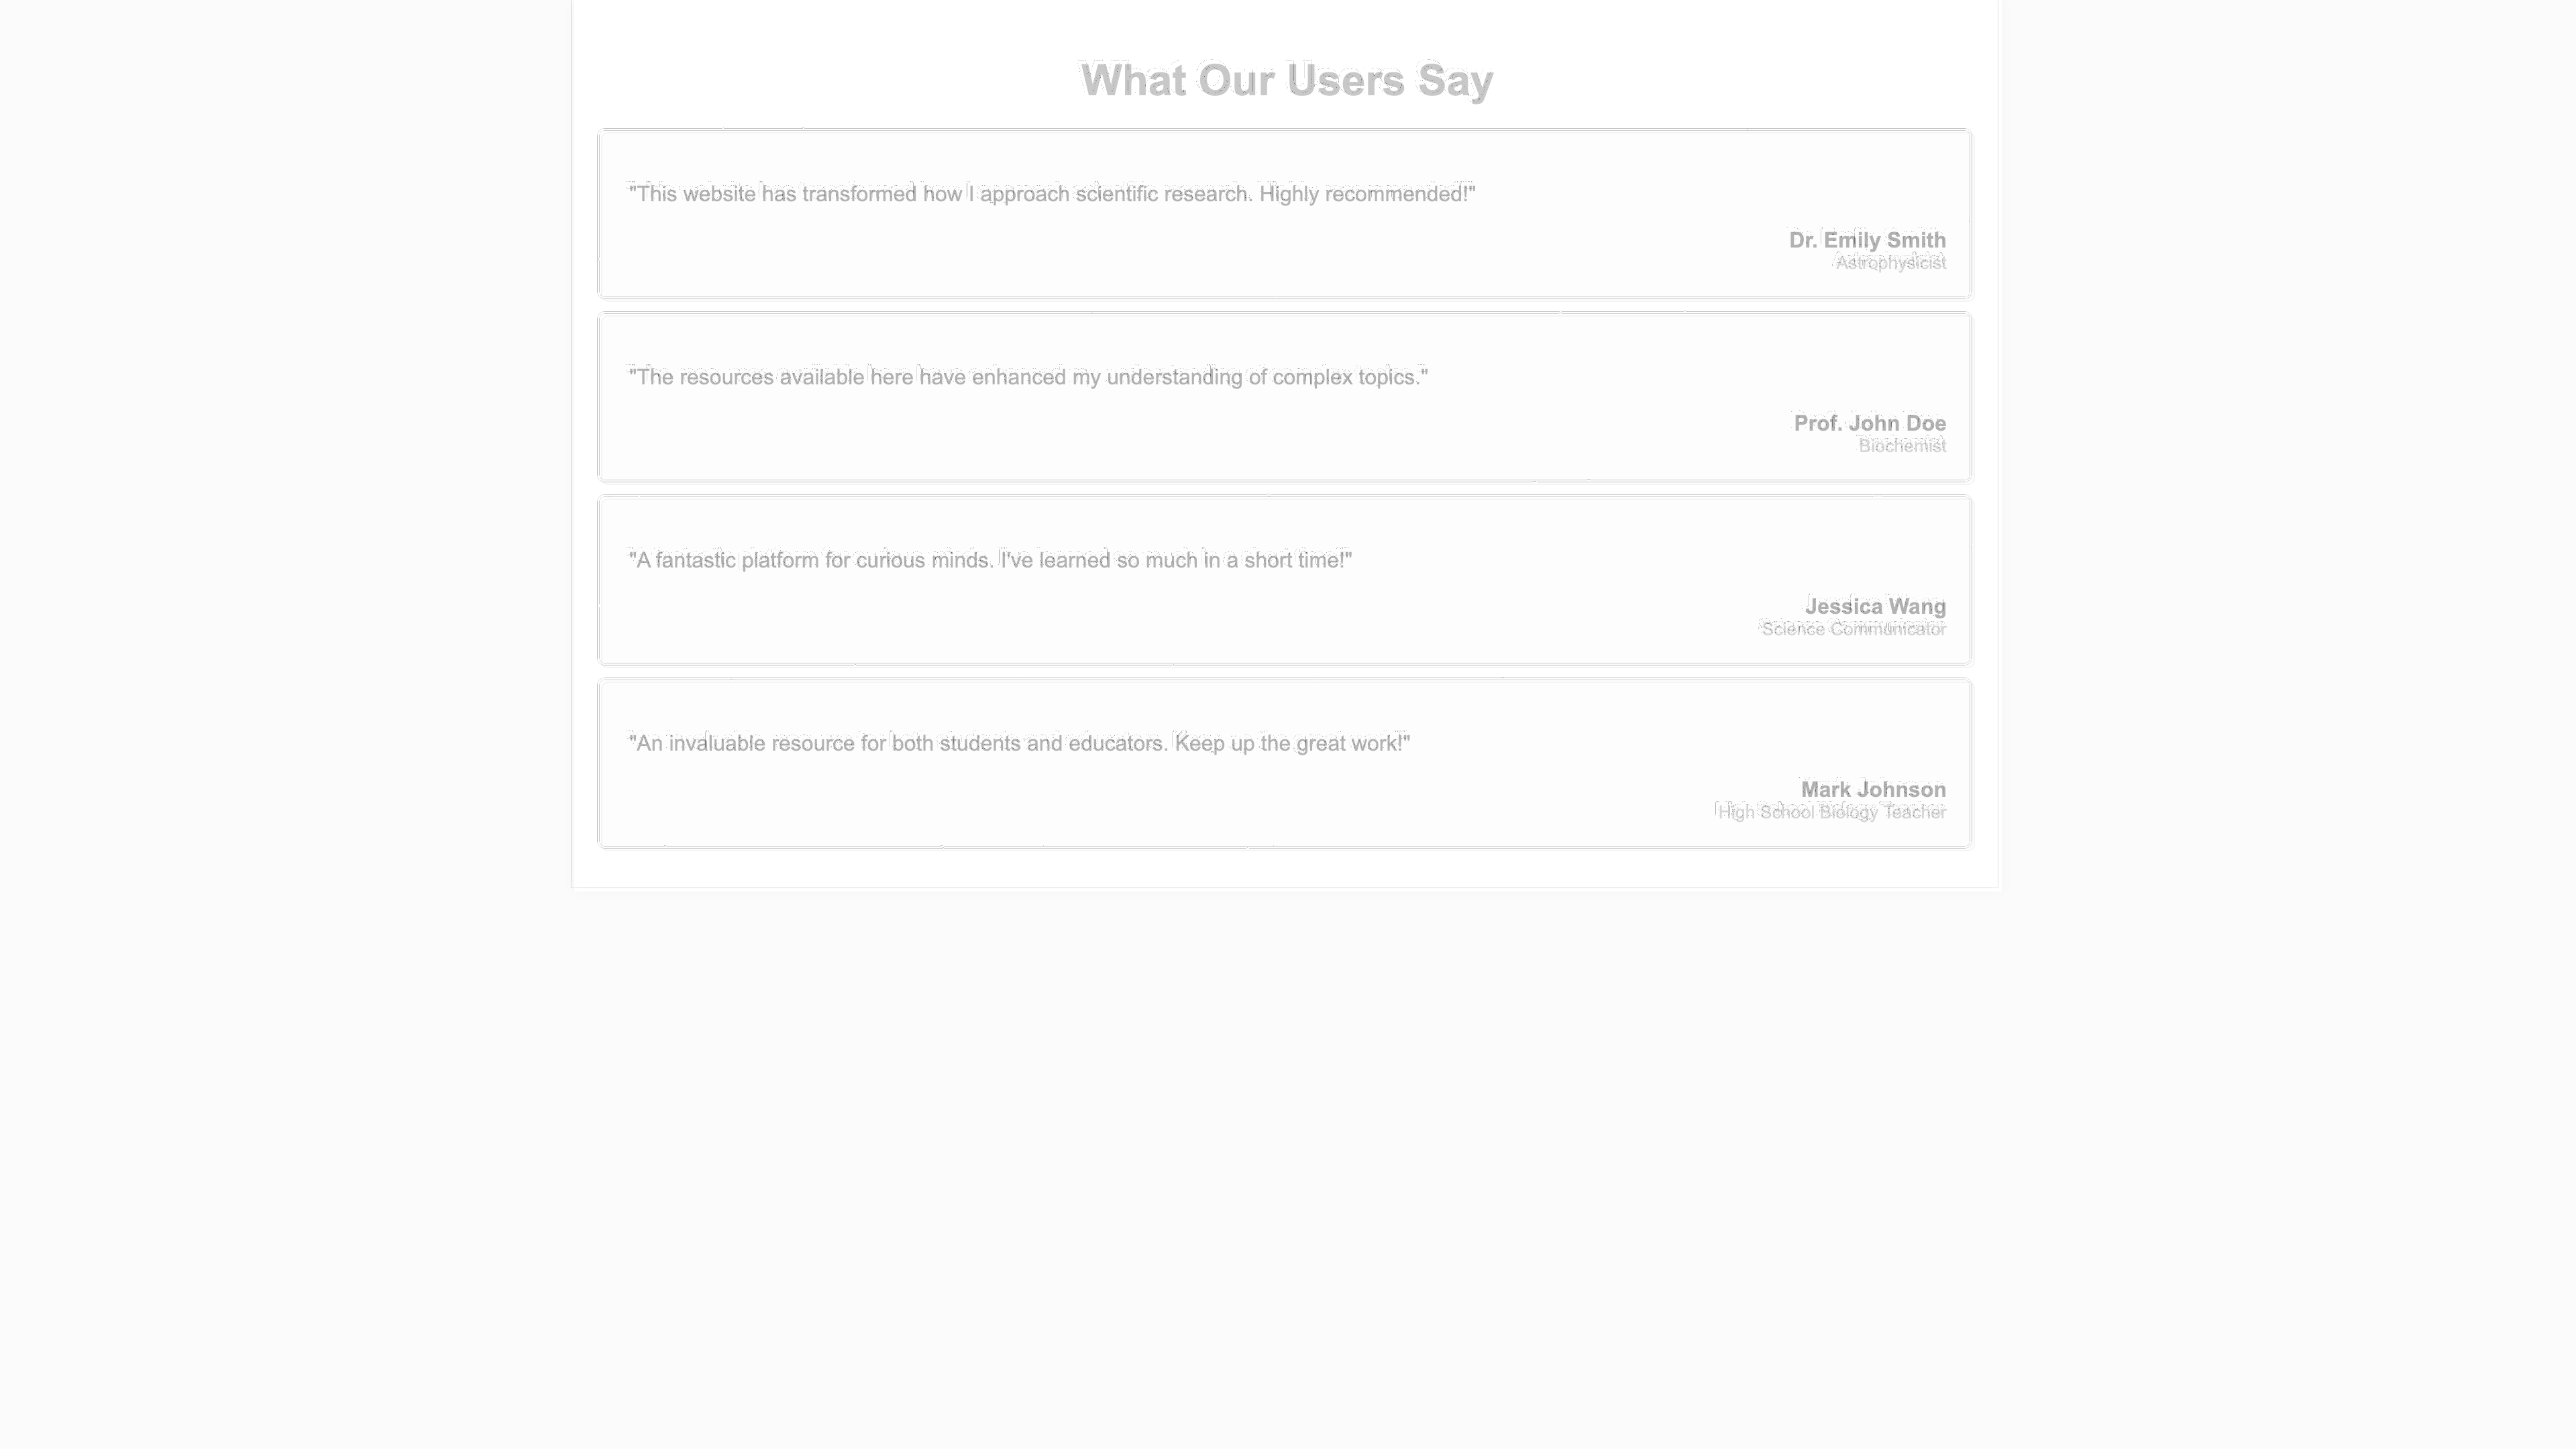 What Our Users Say
"This website has transformed how I approach scientific research. Highly recommended!"
Dr. Emily Smith
Astrophysicist
"The resources available here have enhanced my understanding of complex topics."
Prof. John Doe
Biochemist
"A fantastic platform for curious minds. I've learned so much in a short time!"
Jessica Wang
Science Communicator
"An invaluable resource for both students and educators. Keep up the great work!"
Mark Johnson
High School Biology Teacher